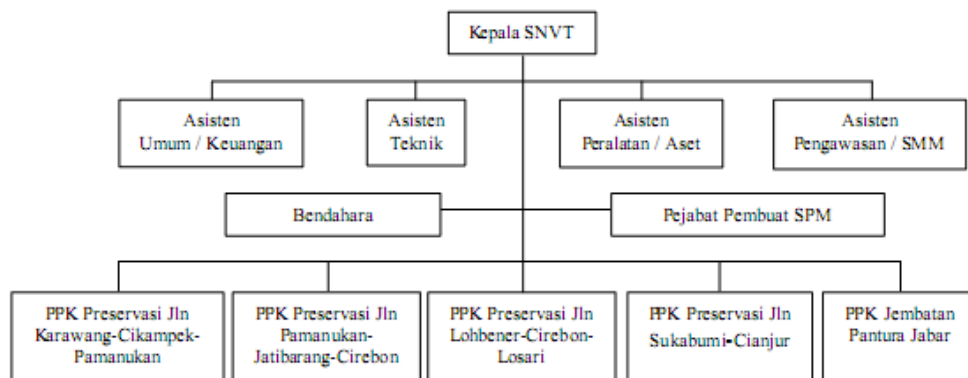 Kepala SNVT
Asisten
Umum / Keuangan
Asisten
Teknik
Asisten
Peralatan / Aset
Asisten
Pengawasan / SMM
Bendahara
Pejabat Pembuat SPM
PPK Preservasi Jln
Karawang-Cikampek-
Pamanukan
PPK Preservasi Jln
Pamanukan-
Jatibarang-Cirebon
PPK Preservasi Jln
Lohbener-Cirebon-
Losari
PPK Preservasi Jln
Sukabumi-Cianjur
PPK Jembatan
Pantura Jabar